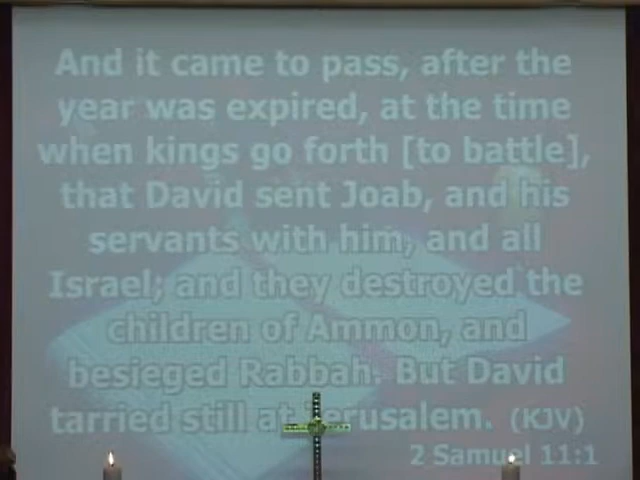 And it came to pass, after the
year was expired, at the time
when kings go forth [to battle],
that David sent Joab, and his
servants with him, and all
Israel; and they destroyed the
children of Ammon, and
besieged Rabbah. But David
tarried still at Jerusalem. (KJV)
2 Samuel 11:1